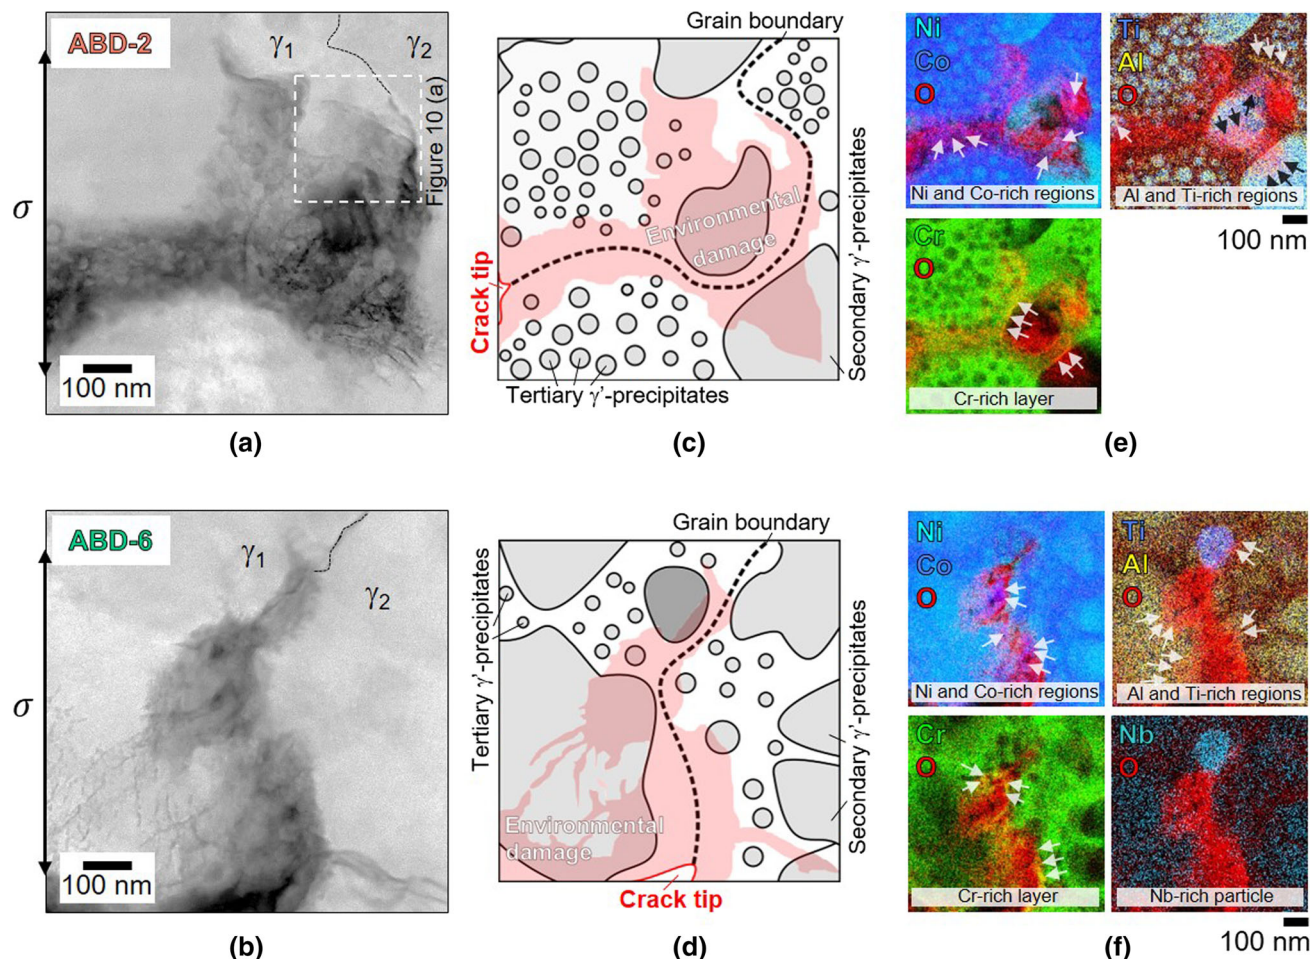 ABD-2
γ1
γ2
Figure 10 (a)
σ
100 nm
(a)
Grain boundary
Environmental
damage
Crack tip
Secondary γ'-precipitates
Tertiary γ'-precipitates
(c)
Ni
Co
O
Ni and Co-rich regions
Ti
Al
O
Al and Ti-rich regions
100 nm
Cr
O
Cr-rich layer
(e)
ABD-6
γ1
γ2
σ
100 nm
(b)
Grain boundary
Tertiary γ'-precipitates
Secondary γ'-precipitates
Environmental
damage
Crack tip
(d)
Ni
Co
O
Ni and Co-rich regions
Ti
Al
O
Al and Ti-rich regions
Cr
O
Cr-rich layer
Nb
O
Nb-rich particle
100 nm
(f)